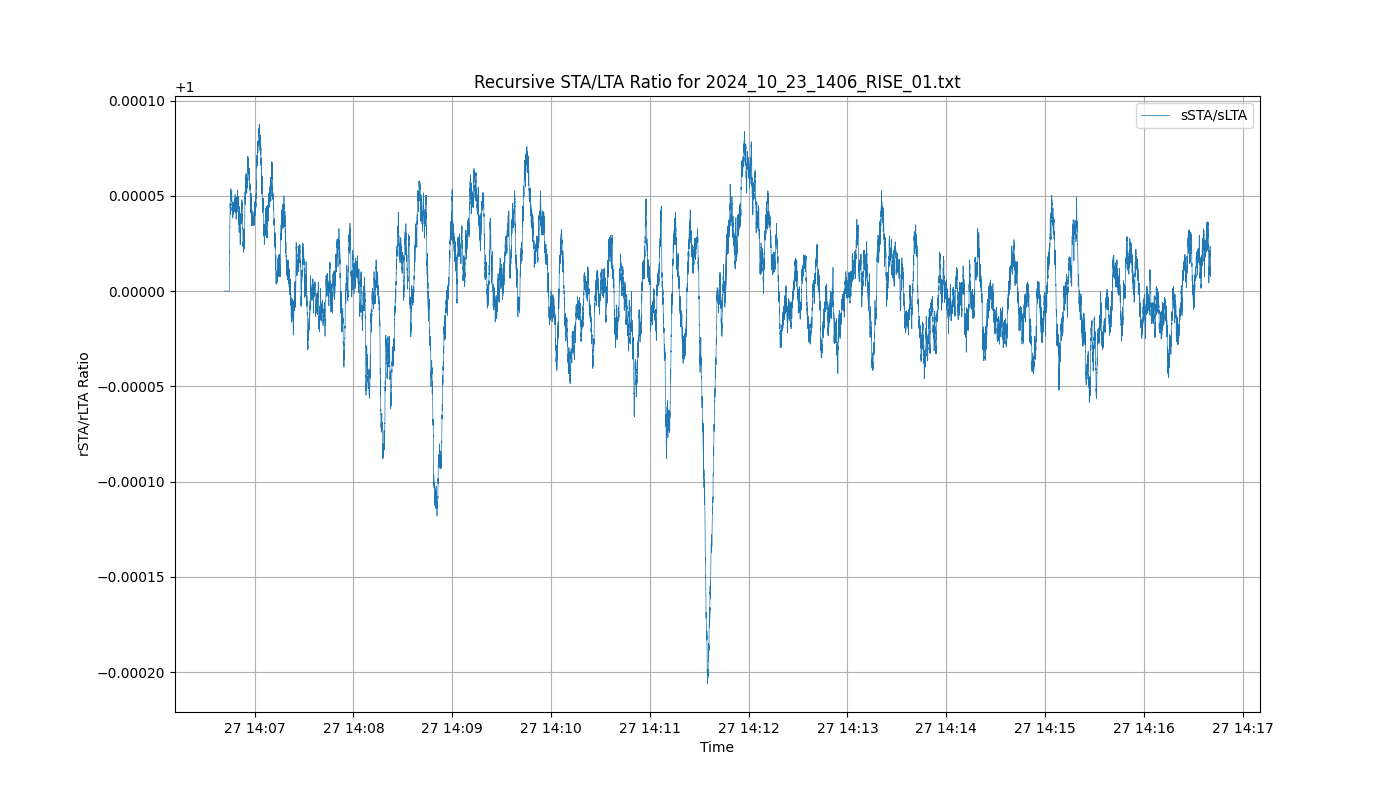 Recursive STA/LTA Ratio for 2024_10_23_1406_RISE_01.txt
+1
sSTA/sLTA
0.00010
0.00005
0.00000
−0.00005
−0.00010
−0.00015
−0.00020
rSTA/rLTA Ratio
27 14:07 27 14:08 27 14:09 27 14:10 27 14:11 27 14:12 27 14:13 27 14:14 27 14:15 27 14:16 27 14:17
Time